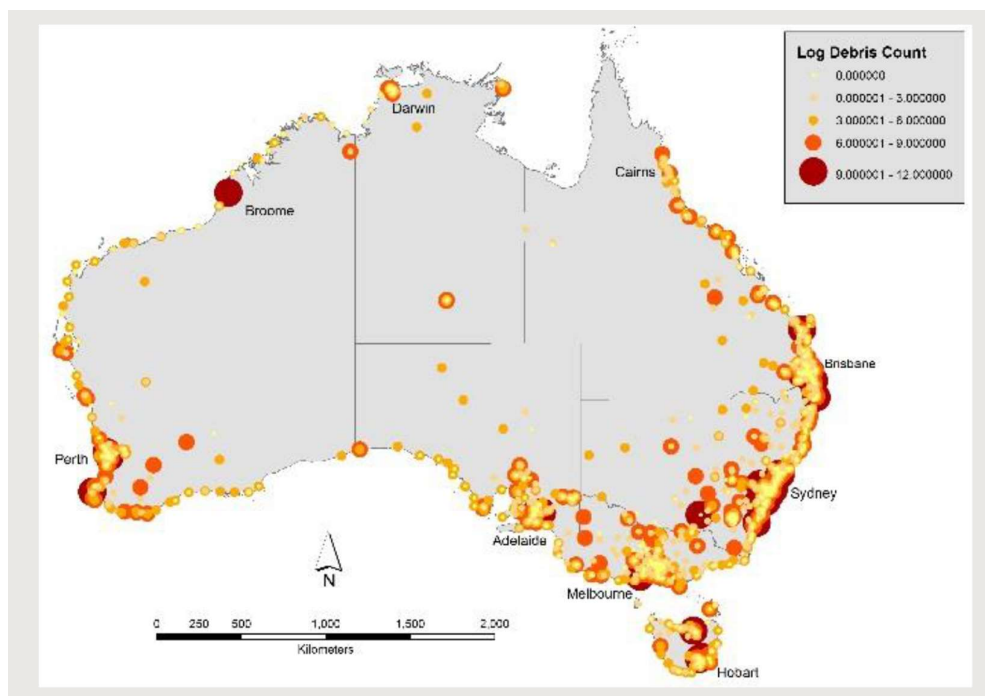 Log Debris Count
0.000000
0.000001 - 3.000000
3.000001 - 6.000000
6.000001 - 9.000000
9.000001 - 12.000000
Darwin
Cairns
Broome
Brisbane
Perth
Sydney
Adelaide
Melbourne
Hobart
N
0 250 500 1,000 1,500 2,000
Kilometers